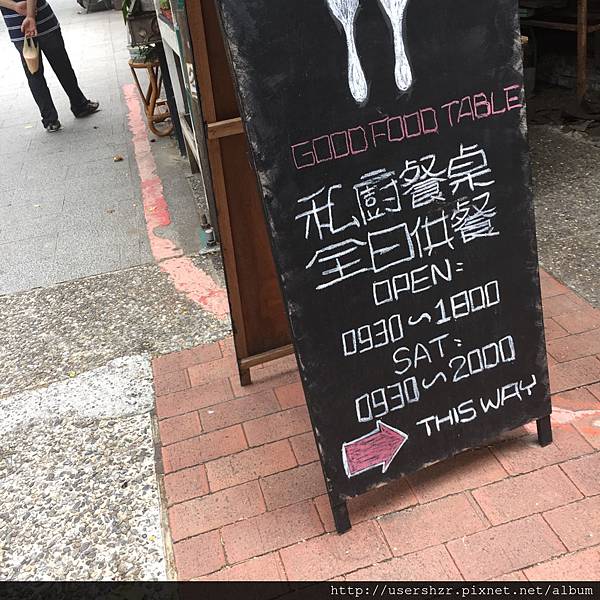 GOOD FOOD TABLE
私廚餐桌
全日供餐
OPEN:
0930~1800
SAT:
0930~2000
THIS WAY
http://usershzr.pixnet.net/album